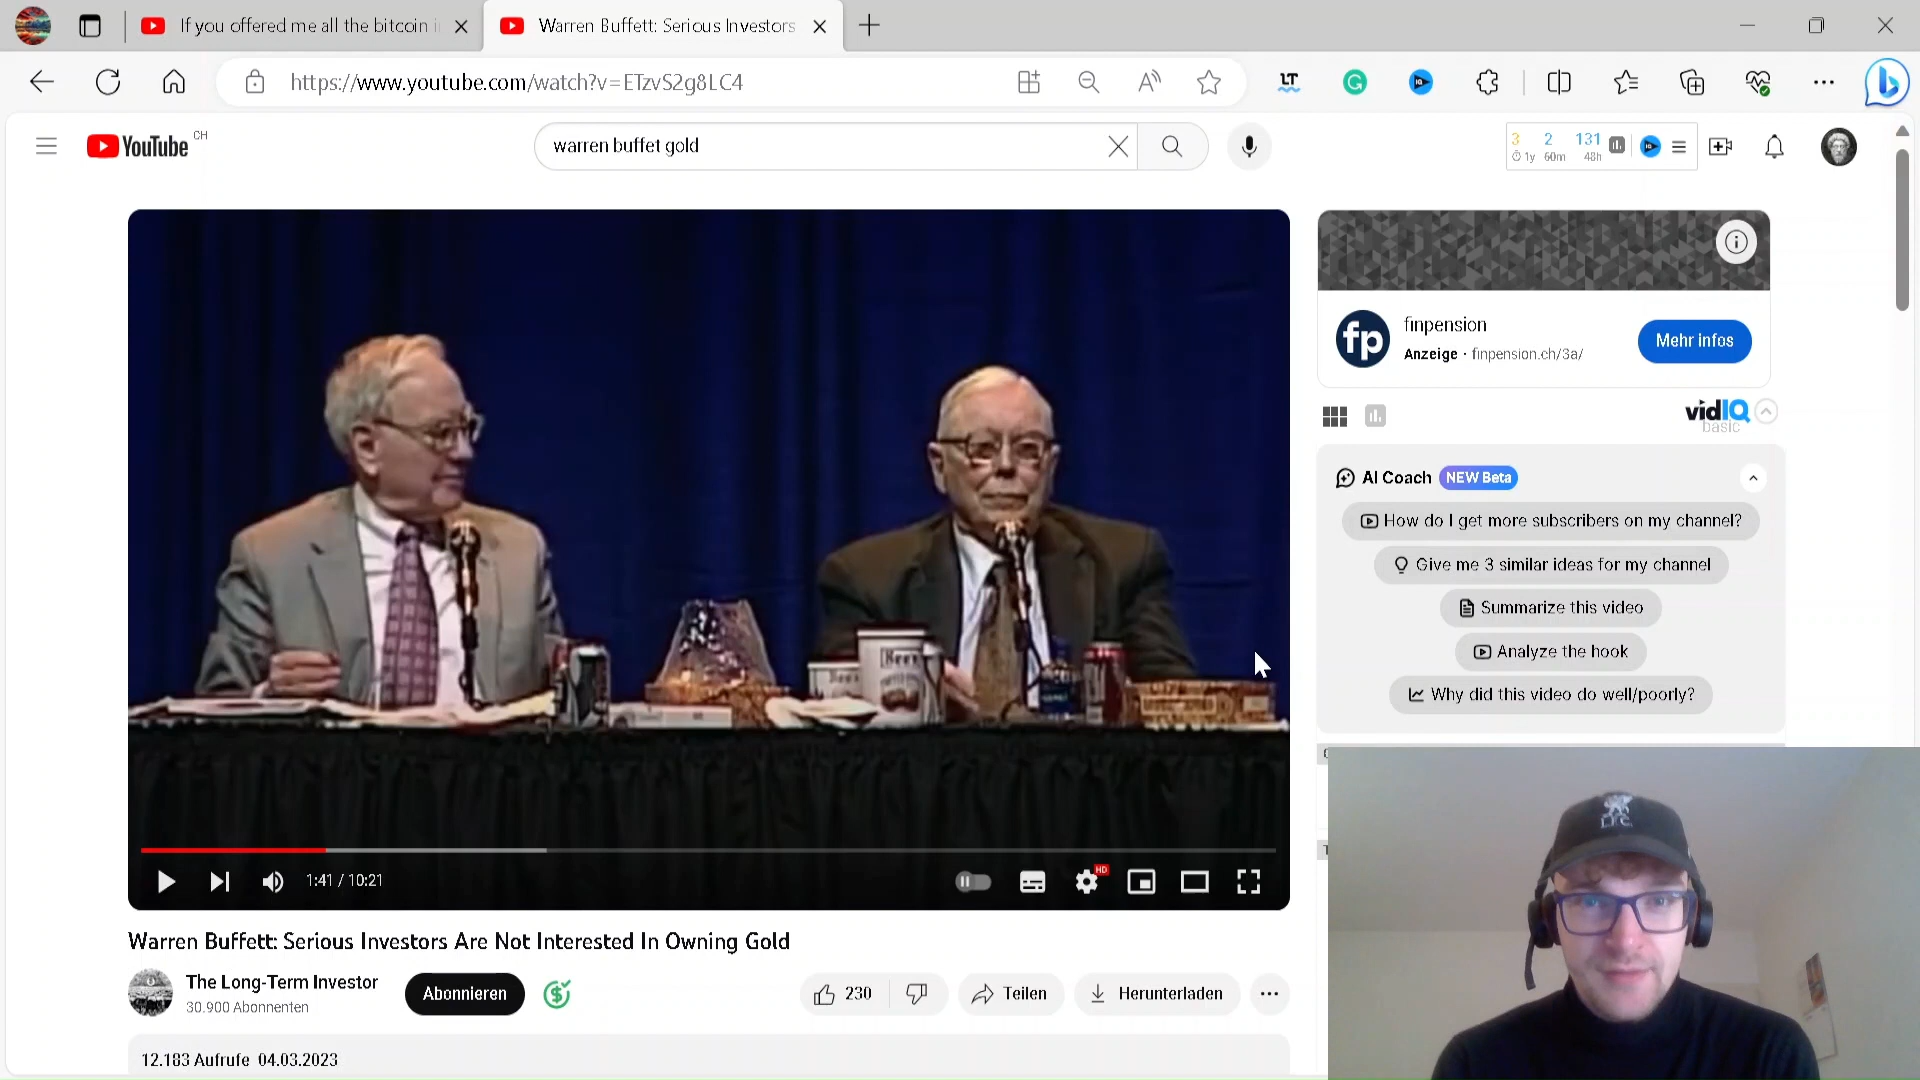 If you offered me all the bitcoin i
Warren Buffett: Serious Investors
https://www.youtube.com/watch?v=ETzvS2g8LC4
LT
YouTube CH
warren buffet gold
3 2 131
1y 60m 48h
finpension
Anzeige · finpension.ch/3a/
Mehr infos
fp
vidIQ
basic
AI Coach NEW Beta
How do I get more subscribers on my channel?
Give me 3 similar ideas for my channel
Summarize this video
Analyze the hook
Why did this video do well/poorly?
1:41 / 10:21
HD
Warren Buffett: Serious Investors Are Not Interested In Owning Gold
The Long-Term Investor
30.900 Abonnenten
Abonnieren
230
Teilen
Herunterladen
12.183 Aufrufe 04.03.2023
LFC